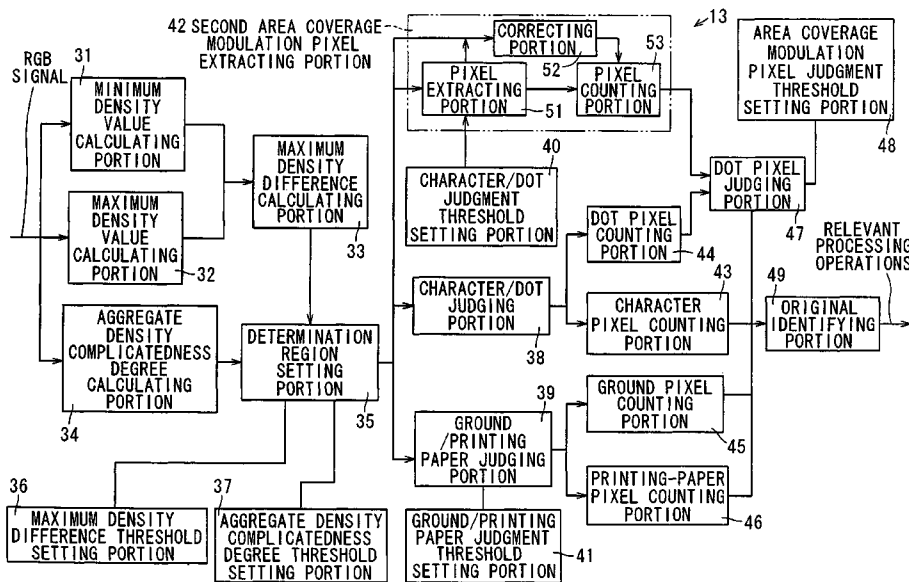 42 SECOND AREA COVERAGE
MODULATION PIXEL
EXTRACTING PORTION
13
RGB
SIGNAL
31
MINIMUM
DENSITY
VALUE
CALCULATING
PORTION
MAXIMUM
DENSITY
VALUE
CALCULATING
PORTION
32
AGGREGATE
DENSITY
COMPLICATEDNESS
DEGREE
CALCULATING
PORTION
34
MAXIMUM
DENSITY
DIFFERENCE
CALCULATING
PORTION
33
DETERMINATION
REGION
SETTING
PORTION
35
36
MAXIMUM DENSITY
DIFFERENCE THRESHOLD
SETTING PORTION
37
AGGREGATE DENSITY
COMPLICATEDNESS
DEGREE THRESHOLD
SETTING PORTION
CORRECTING
PORTION
52
53
PIXEL
EXTRACTING
PORTION
51
PIXEL
COUNTING
PORTION
40
CHARACTER/DOT
JUDGMENT
THRESHOLD
SETTING PORTION
CHARACTER/DOT
JUDGING
PORTION
38
39
GROUND
/PRINTING
PAPER JUDGING
PORTION
GROUND/PRINTING
PAPER JUDGMENT
THRESHOLD
SETTING PORTION
41
DOT PIXEL
COUNTING
PORTION
44
43
CHARACTER
PIXEL COUNTING
PORTION
GROUND PIXEL
COUNTING
PORTION
45
PRINTING-PAPER
PIXEL COUNTING
PORTION
46
AREA
COVERAGE
MODULATION
PIXEL JUDGMENT
THRESHOLD
SETTING PORTION
48
DOT PIXEL
JUDGING
PORTION
47
49
ORIGINAL
IDENTIFYING
PORTION
RELEVANT
PROCESSING
OPERATIONS